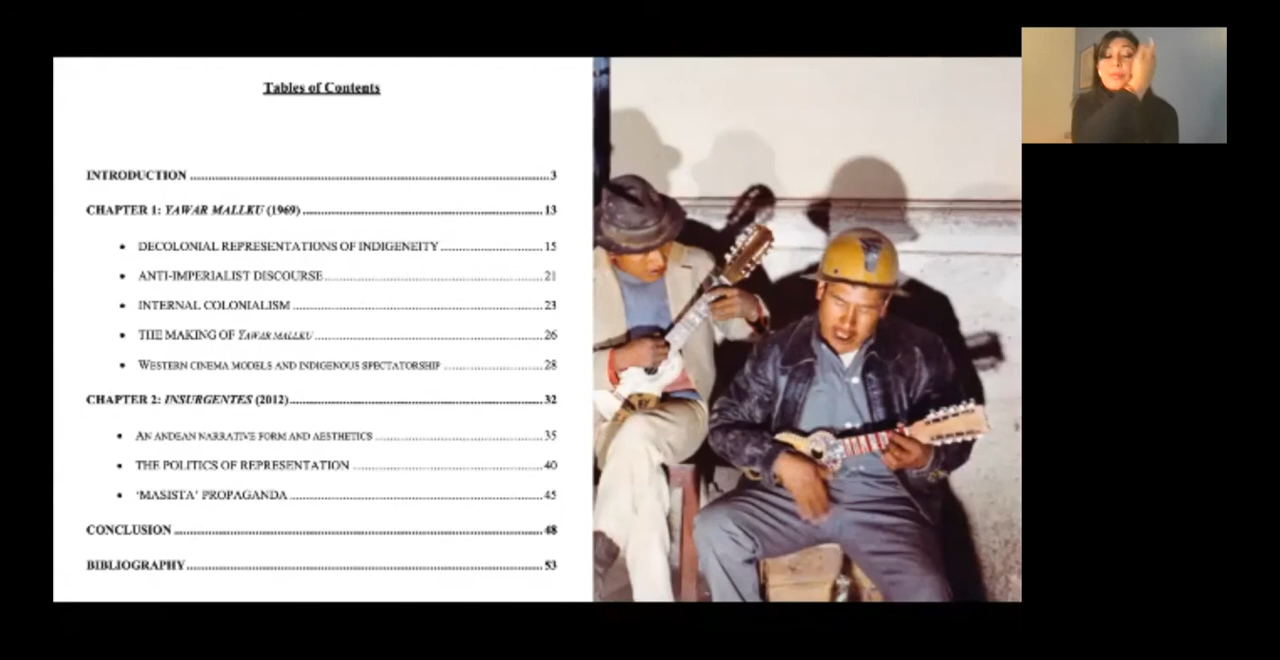 Tables of Contents
INTRODUCTION ........ 3
CHAPTER 1: YAWAR MALLKU (1969) ........ 13
• DECOLONIAL REPRESENTATIONS OF INDIGENEITY ........ 15
• ANTI-IMPERIALIST DISCOURSE ........ 21
• INTERNAL COLONIALISM ........ 23
• THE MAKING OF YAWAR MALLKU ........ 26
• WESTERN CINEMA MODELS AND INDIGENOUS SPECTATORSHIP ........ 28
CHAPTER 2: INSURGENTES (2012) ........ 32
• AN ANDEAN NARRATIVE FORM AND AESTHETICS ........ 35
• THE POLITICS OF REPRESENTATION ........ 40
• ‘MASISTA’ PROPAGANDA ........ 45
CONCLUSION ........ 48
BIBLIOGRAPHY ........ 53